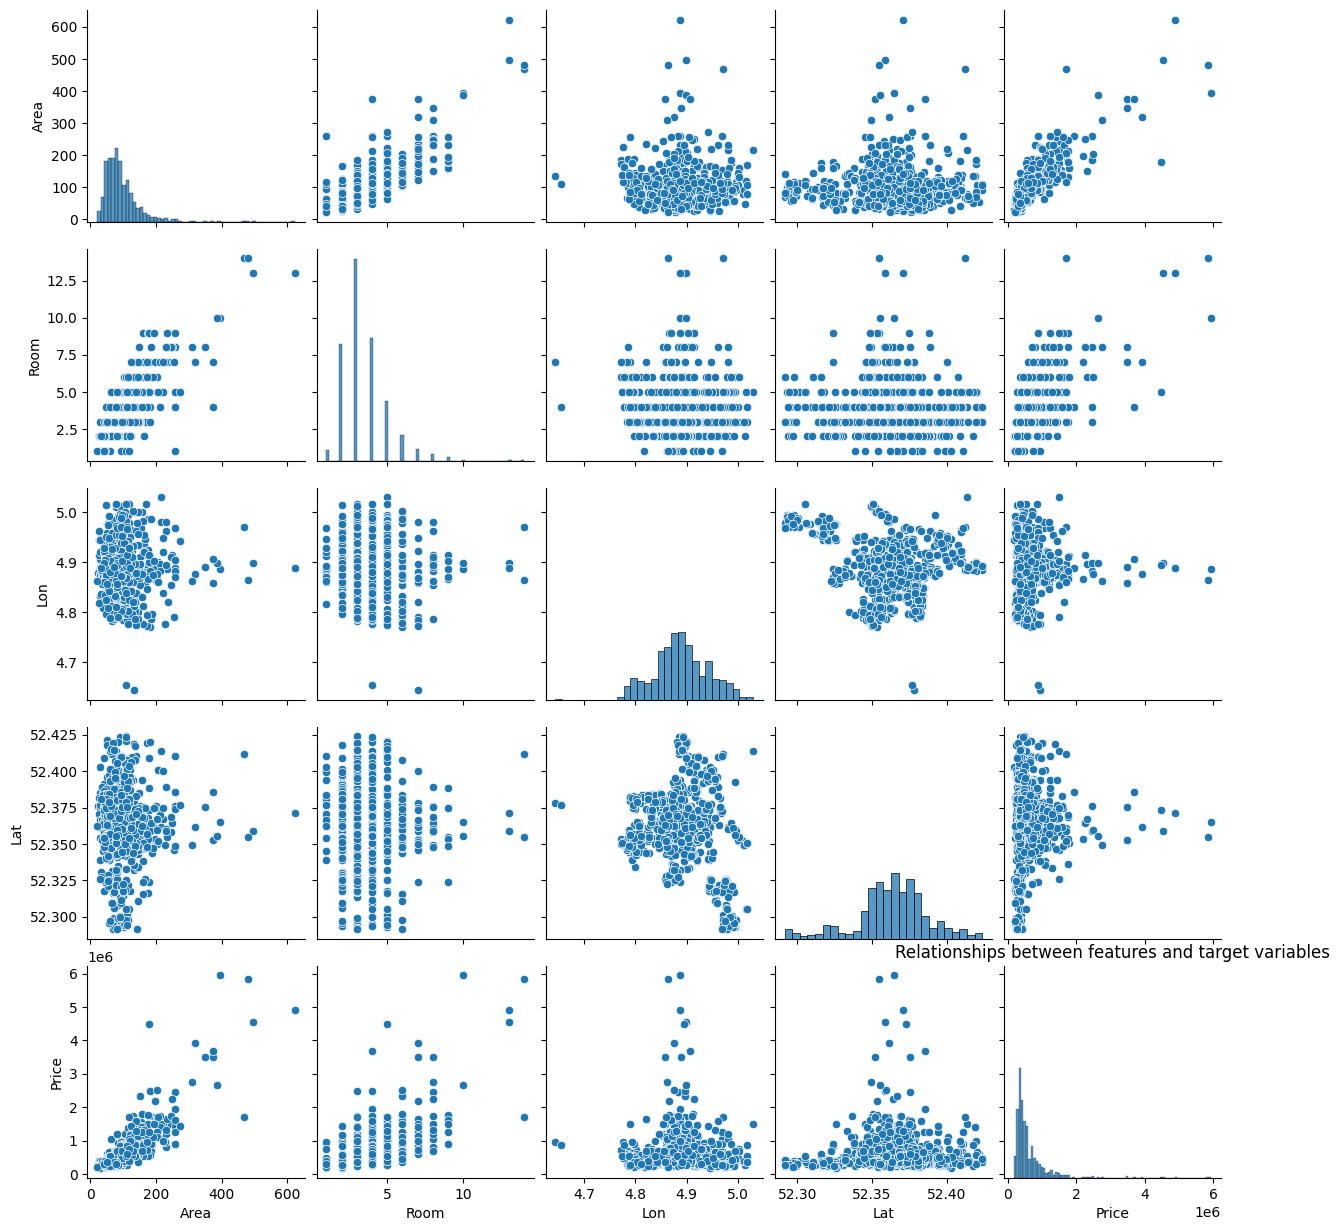 600
500
400
300
200
100
0
Area
12.5
10.0
7.5
5.0
2.5
Room
5.0
4.9
4.8
4.7
Lon
52.425
52.400
52.375
52.350
52.325
52.300
Lat
Relationships between features and target variables
1e6
6
5
4
3
2
1
0
Price
0 200 400 600
5 10
4.7 4.8 4.9 5.0
52.30 52.35 52.40
0 2 4 6
1e6
Area Room Lon Lat Price